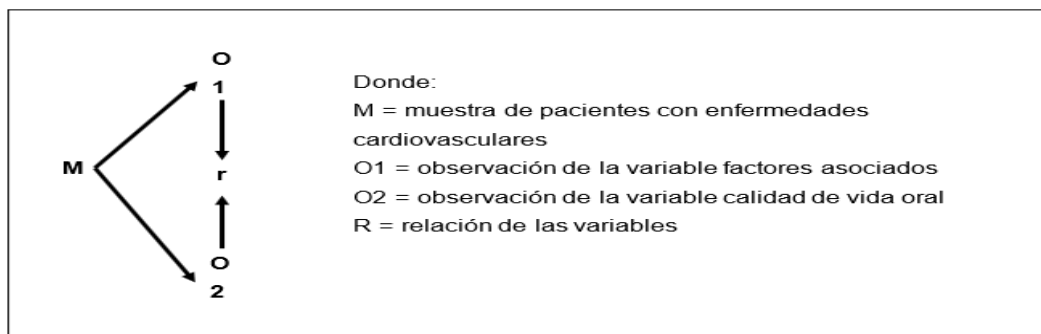 O
1
M
r
O
2
Donde:
M = muestra de pacientes con enfermedades
cardiovasculares
O1 = observación de la variable factores asociados
O2 = observación de la variable calidad de vida oral
R = relación de las variables